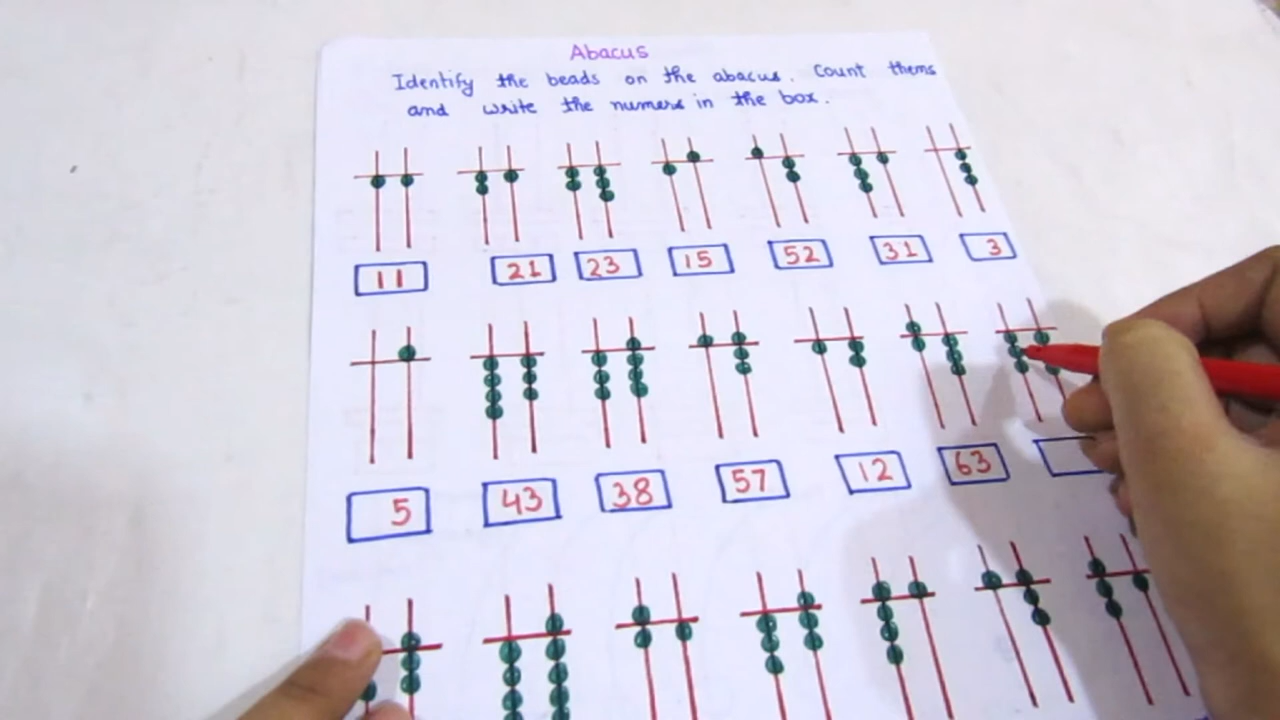 Abacus
Identify the beads on the abacus. Count thems
and write the numers in the box.
11 21 23 15 52 31 3
5 43 38 57 12 63